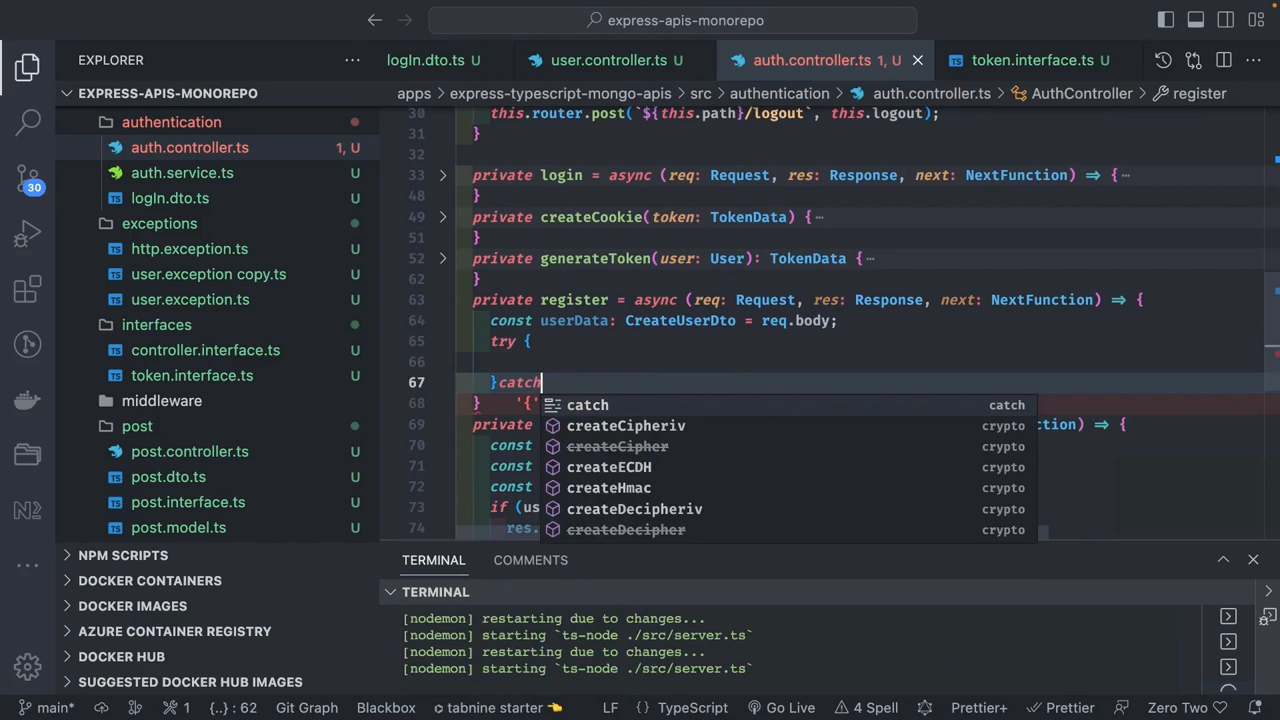 express-apis-monorepo
EXPLORER
logIn.dto.ts U
user.controller.ts U
auth.controller.ts 1, U
token.interface.ts U
EXPRESS-APIS-MONOREPO
apps > express-typescript-mongo-apis > src > authentication > auth.controller.ts > AuthController > register
authentication
auth.controller.ts 1, U
auth.service.ts U
logIn.dto.ts U
exceptions
http.exception.ts U
user.exception copy.ts U
user.exception.ts U
interfaces
controller.interface.ts U
token.interface.ts U
middleware
post
post.controller.ts U
post.dto.ts U
post.interface.ts U
post.model.ts U
NPM SCRIPTS
DOCKER CONTAINERS
DOCKER IMAGES
AZURE CONTAINER REGISTRY
DOCKER HUB
SUGGESTED DOCKER HUB IMAGES
30
30 this.router.post(`${this.path}/logout`, this.logout);
31 }
32
33 private login = async (req: Request, res: Response, next: NextFunction) => {…
48 }
49 private createCookie(token: TokenData) {…
51 }
52 private generateToken(user: User): TokenData {…
62 }
63 private register = async (req: Request, res: Response, next: NextFunction) => {
64 const userData: CreateUserDto = req.body;
65 try {
66
67 }catch
68 } '{'
69 private ction) => {
70 const
71 const
72 const
73 if (us
74 res.
catch catch
createCipheriv crypto
createCipher crypto
createECDH crypto
createHmac crypto
createDecipheriv crypto
createDecipher crypto
TERMINAL COMMENTS
TERMINAL
[nodemon] restarting due to changes...
[nodemon] starting `ts-node ./src/server.ts`
[nodemon] restarting due to changes...
[nodemon] starting `ts-node ./src/server.ts`
main* 1 {..} : 62 Git Graph Blackbox tabnine starter 👈 LF {} TypeScript Go Live 4 Spell Prettier+ Prettier Zero Two